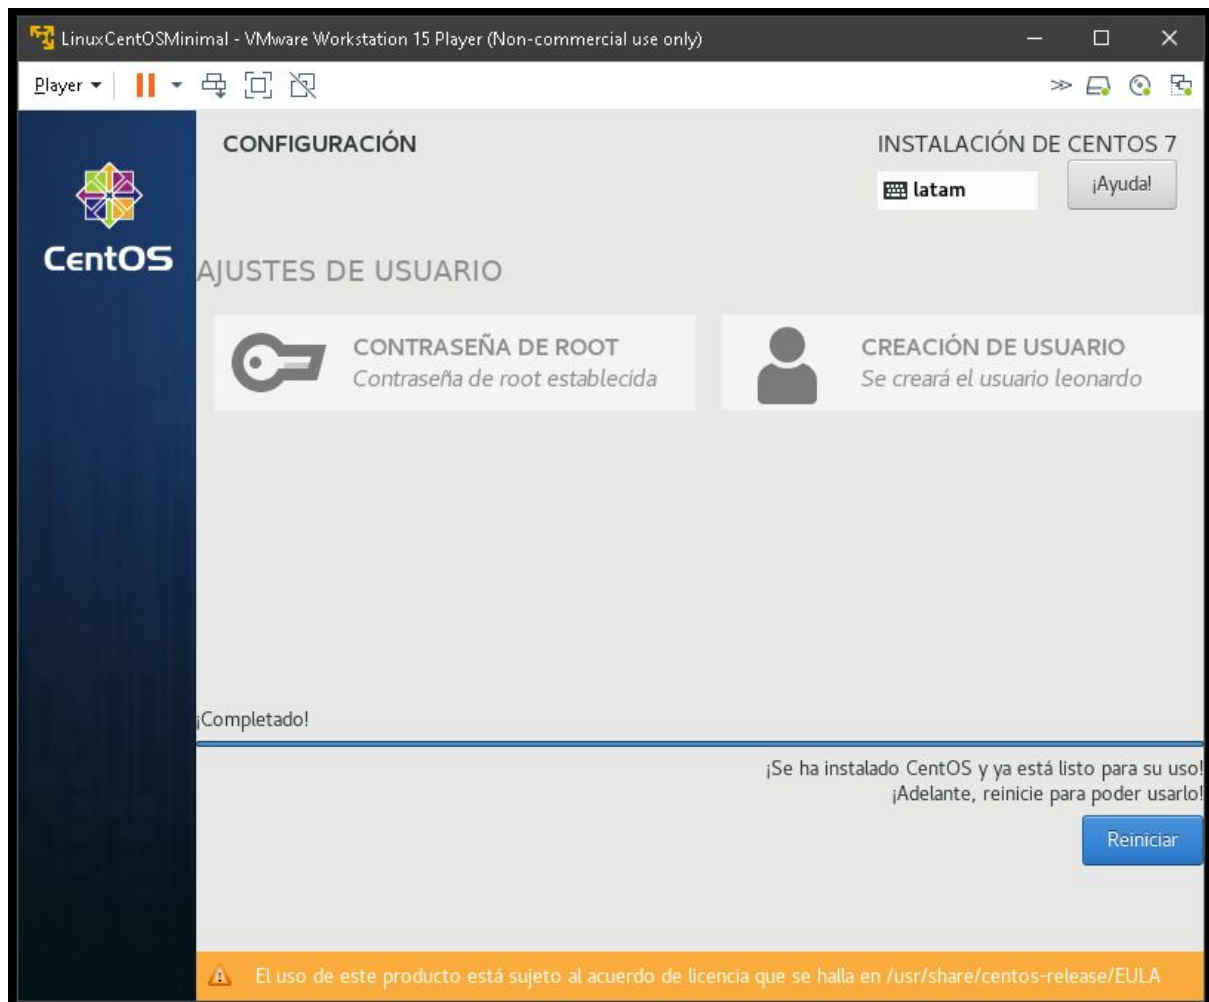 LinuxCentOSMinimal - VMware Workstation 15 Player (Non-commercial use only)
Player
CONFIGURACIÓN
INSTALACIÓN DE CENTOS 7
latam
¡Ayuda!
CentOS
AJUSTES DE USUARIO
CONTRASEÑA DE ROOT
Contraseña de root establecida
CREACIÓN DE USUARIO
Se creará el usuario leonardo
¡Completado!
¡Se ha instalado CentOS y ya está listo para su uso!
¡Adelante, reinicie para poder usarlo!
Reiniciar
El uso de este producto está sujeto al acuerdo de licencia que se halla en /usr/share/centos-release/EULA